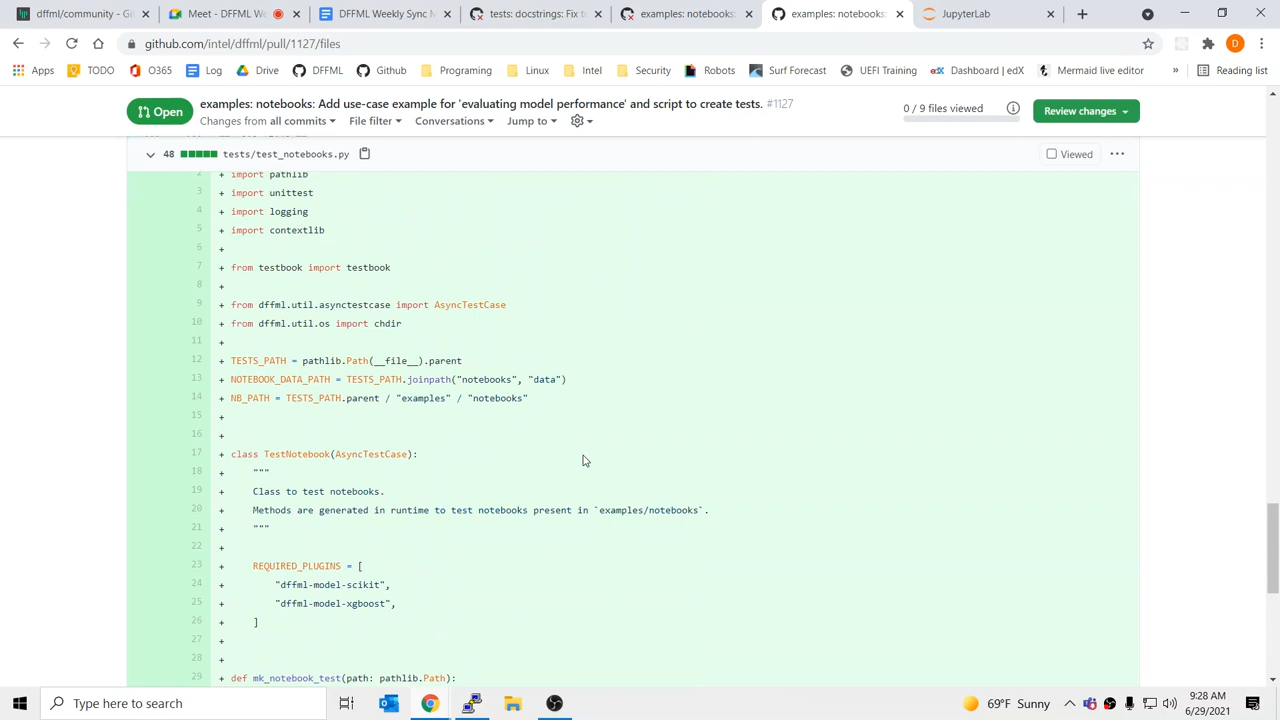 dffml/community - Git
Meet - DFFML We
DFFML Weekly Sync M
tests: docstrings: Fix t
examples: notebooks:
examples: notebooks:
JupyterLab
github.com/intel/dffml/pull/1127/files
Apps
TODO
O365
Log
Drive
DFFML
Github
Programing
Linux
Intel
Security
Robots
Surf Forecast
UEFI Training
Dashboard | edX
Mermaid live editor
»
Reading list
Open
examples: notebooks: Add use-case example for 'evaluating model performance' and script to create tests. #1127
Changes from all commits
File filter
Conversations
Jump to
0 / 9 files viewed
Review changes
48 tests/test_notebooks.py
Viewed
2 + import pathlib
3 + import unittest
4 + import logging
5 + import contextlib
6 +
7 + from testbook import testbook
8 +
9 + from dffml.util.asynctestcase import AsyncTestCase
10 + from dffml.util.os import chdir
11 +
12 + TESTS_PATH = pathlib.Path(__file__).parent
13 + NOTEBOOK_DATA_PATH = TESTS_PATH.joinpath("notebooks", "data")
14 + NB_PATH = TESTS_PATH.parent / "examples" / "notebooks"
15 +
16 +
17 + class TestNotebook(AsyncTestCase):
18 + """
19 + Class to test notebooks.
20 + Methods are generated in runtime to test notebooks present in `examples/notebooks`.
21 + """
22 +
23 + REQUIRED_PLUGINS = [
24 + "dffml-model-scikit",
25 + "dffml-model-xgboost",
26 + ]
27 +
28 +
29 + def mk_notebook_test(path: pathlib.Path):
Type here to search
69°F Sunny
9:28 AM
6/29/2021